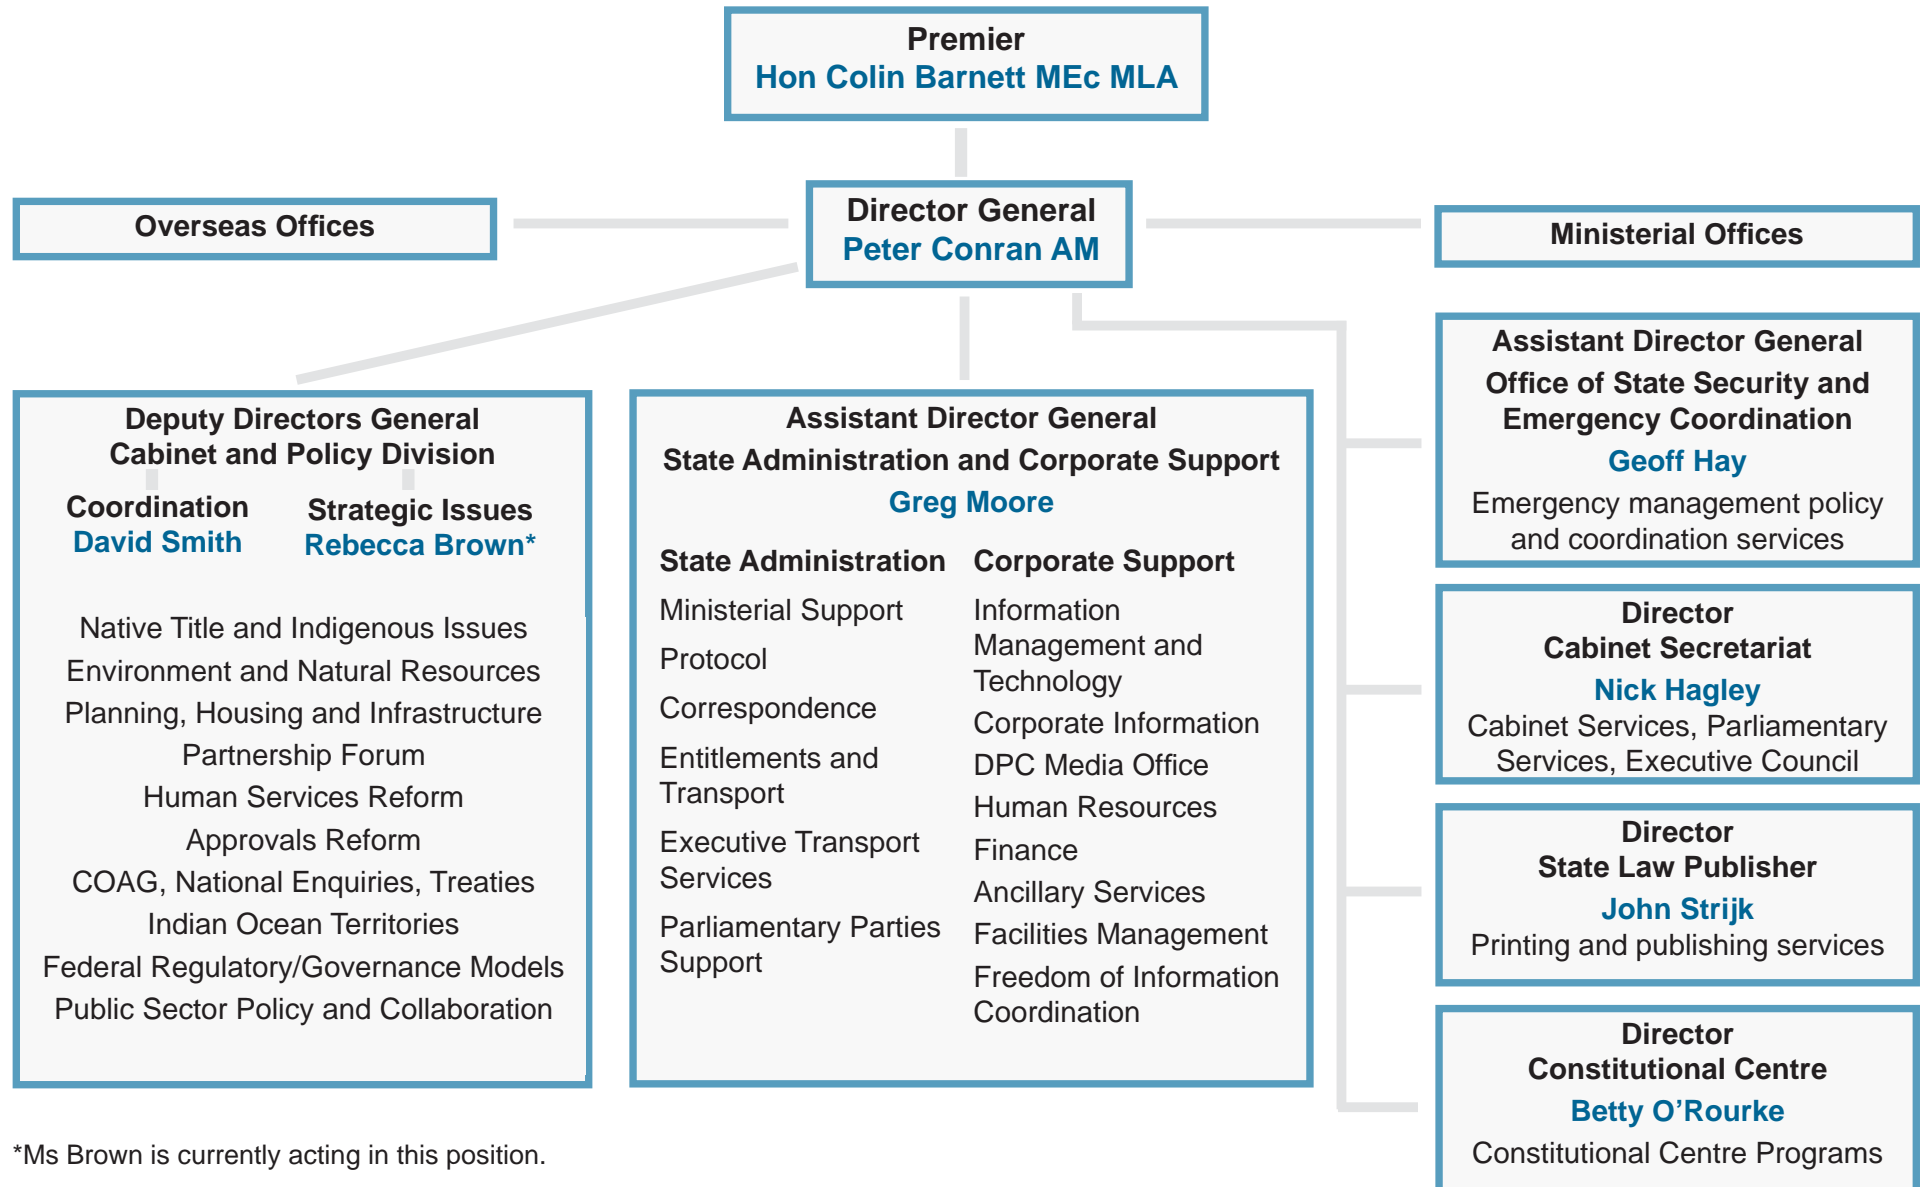 Premier
Hon Colin Barnett MEc MLA
Overseas Offices
Director General
Peter Conran AM
Ministerial Offices
Deputy Directors General
Cabinet and Policy Division
Coordination
David Smith
Strategic Issues
Rebecca Brown*
Native Title and Indigenous Issues
Environment and Natural Resources
Planning, Housing and Infrastructure
Partnership Forum
Human Services Reform
Approvals Reform
COAG, National Enquiries, Treaties
Indian Ocean Territories
Federal Regulatory/Governance Models
Public Sector Policy and Collaboration
Assistant Director General
State Administration and Corporate Support
Greg Moore
State Administration
Ministerial Support
Protocol
Correspondence
Entitlements and
Transport
Executive Transport
Services
Parliamentary Parties
Support
Corporate Support
Information
Management and
Technology
Corporate Information
DPC Media Office
Human Resources
Finance
Ancillary Services
Facilities Management
Freedom of Information
Coordination
Assistant Director General
Office of State Security and
Emergency Coordination
Geoff Hay
Emergency management policy
and coordination services
Director
Cabinet Secretariat
Nick Hagley
Cabinet Services, Parliamentary
Services, Executive Council
Director
State Law Publisher
John Strijk
Printing and publishing services
Director
Constitutional Centre
Betty O’Rourke
Constitutional Centre Programs
*Ms Brown is currently acting in this position.